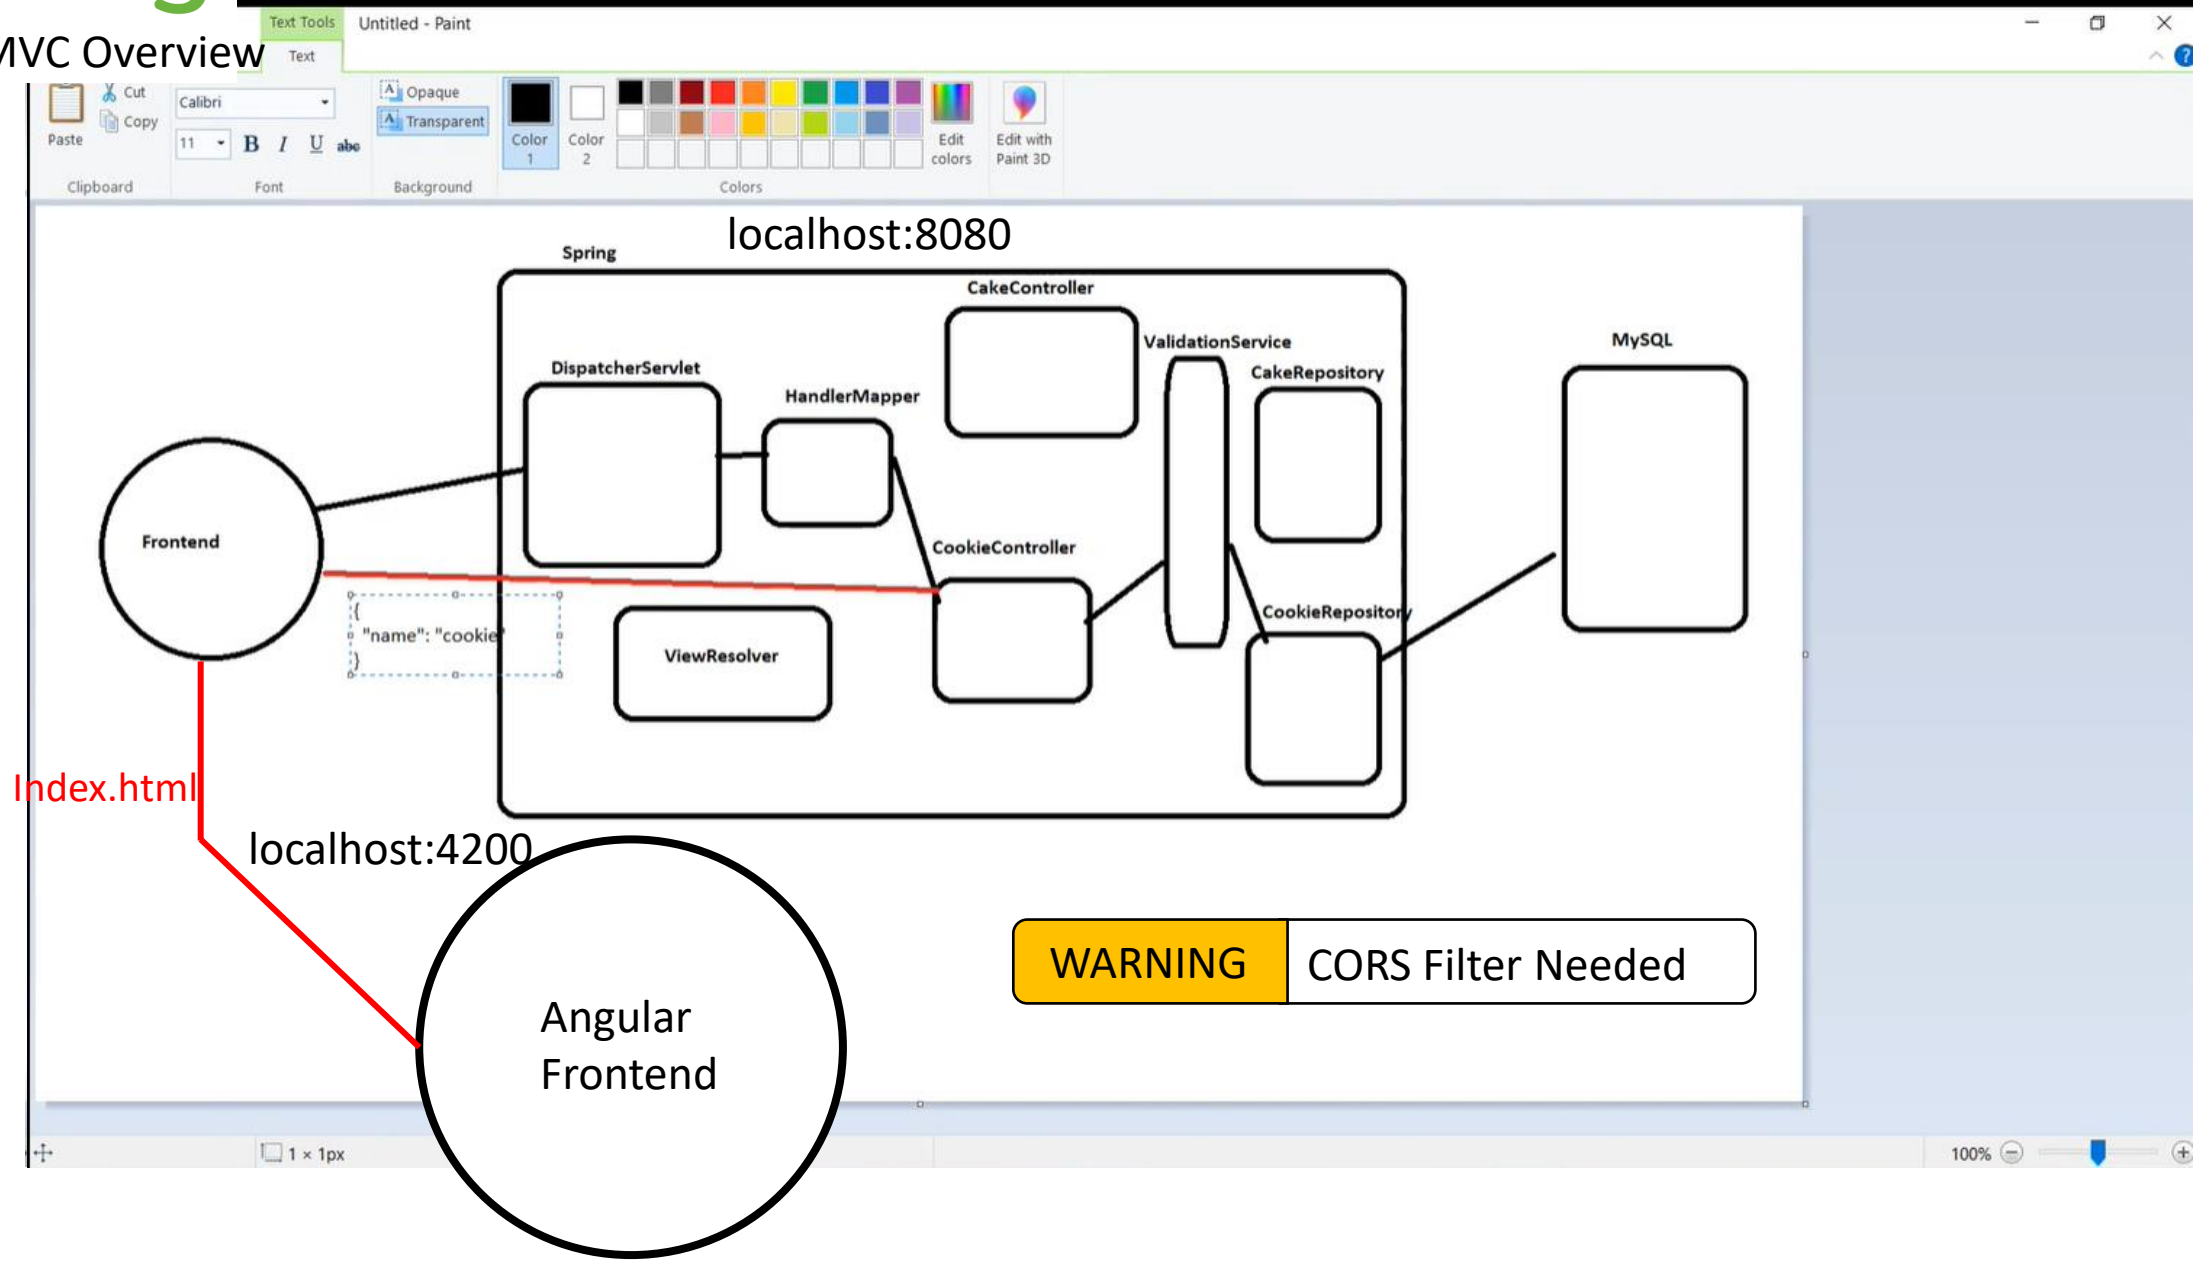 MVC Overview
Text Tools
Untitled - Paint
Text
Cut
Copy
Paste
Clipboard
Calibri
11
B I U abc
Font
Opaque
Transparent
Background
Color
1
Color
2
Edit
colors
Colors
Edit with
Paint 3D
localhost:8080
Spring
CakeController
ValidationService
MySQL
DispatcherServlet
CakeRepository
HandlerMapper
Frontend
CookieController
{
"name": "cookie"
}
CookieRepository
ViewResolver
Index.html
localhost:4200
WARNING
CORS Filter Needed
Angular
Frontend
1 × 1px
100%